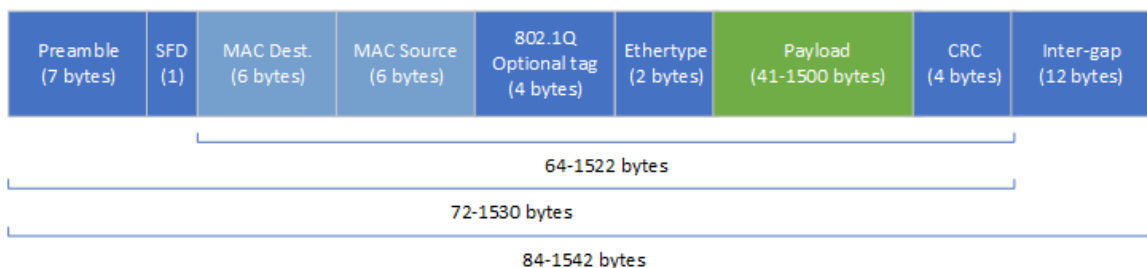 Preamble
(7 bytes)
SFD
(1)
MAC Dest.
(6 bytes)
MAC Source
(6 bytes)
802.1Q
Optional tag
(4 bytes)
Ethertype
(2 bytes)
Payload
(41-1500 bytes)
CRC
(4 bytes)
Inter-gap
(12 bytes)
64-1522 bytes
72-1530 bytes
84-1542 bytes